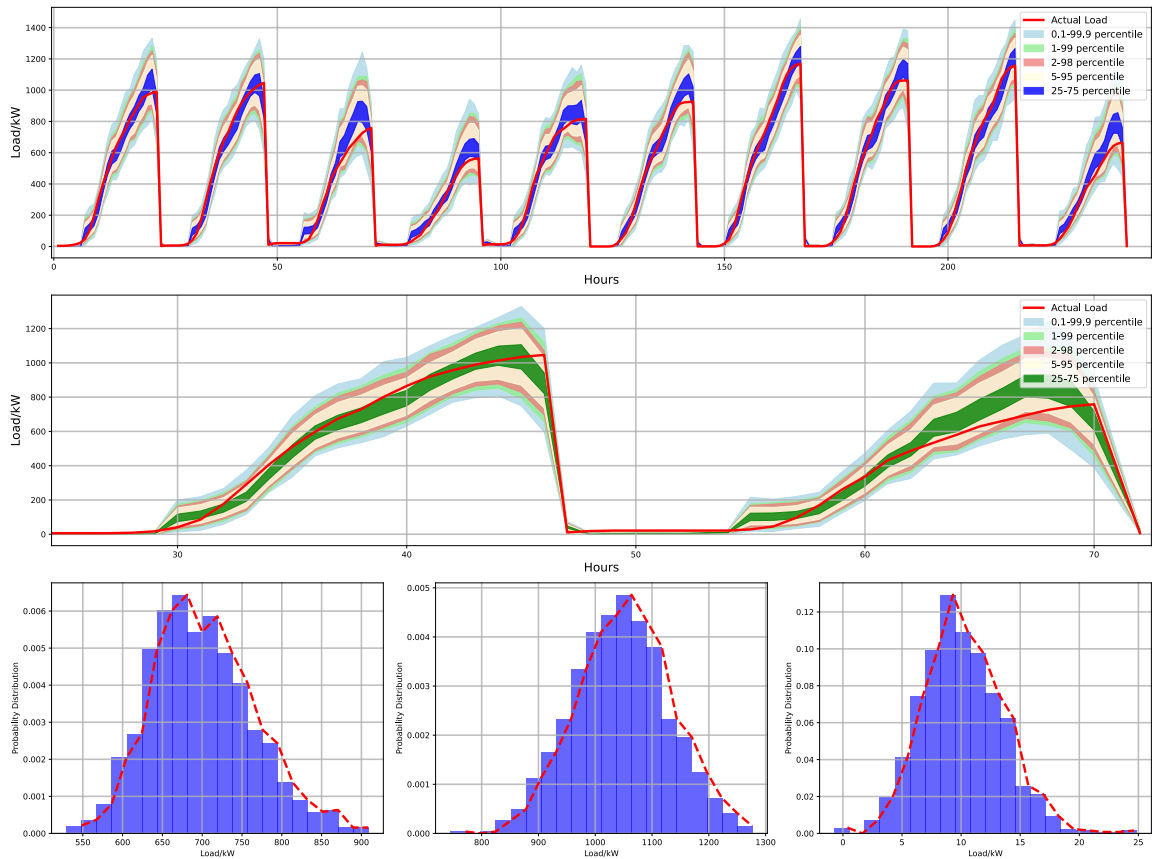 1400
1200
1000
800
600
400
200
0
Load/kW
0
50
100
150
200
Hours
Actual Load
0.1-99.9 percentile
1-99 percentile
2-98 percentile
5-95 percentile
25-75 percentile
1200
1000
800
600
400
200
0
Load/kW
30
40
50
60
70
Hours
Actual Load
0.1-99.9 percentile
1-99 percentile
2-98 percentile
5-95 percentile
25-75 percentile
0.006
0.005
0.004
0.003
0.002
0.001
0.000
Probability Distribution
550
600
650
700
750
800
850
900
Load/kW
0.005
0.004
0.003
0.002
0.001
0.000
Probability Distribution
800
900
1000
1100
1200
1300
Load/kW
0.12
0.10
0.08
0.06
0.04
0.02
0.00
Probability Distribution
0
5
10
15
20
25
Load/kW